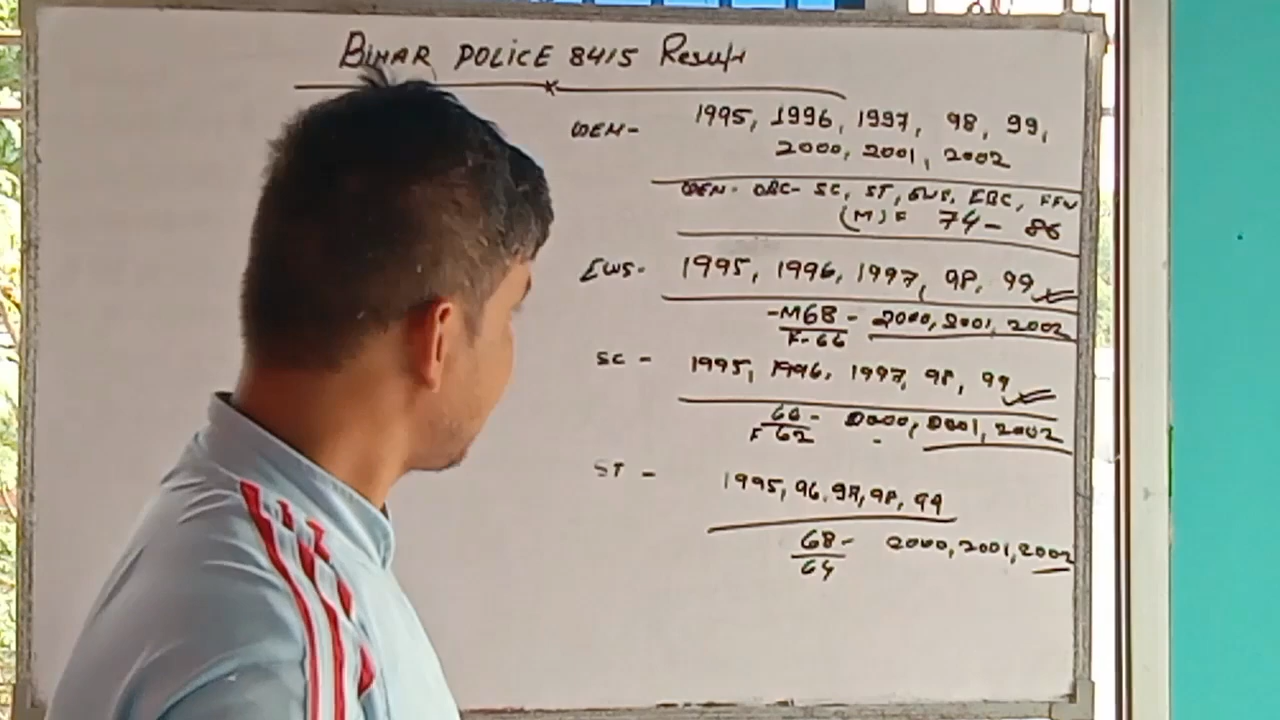 BIHAR POLICE 8415 Result
GEN- 1995, 1996, 1997, 98, 99,
2000, 2001, 2002
GEN- OBC- SC, ST, EWS, EBC, FFW
(M) F 74- 86
EWS- 1995, 1996, 1997, 98, 99
-M68- 2000, 2001, 2002
F-66
SC - 1995, 1996, 1997, 98, 99
66- 2000, 2001, 2002
F 62
ST - 1995, 96, 97, 98, 99
68- 2000, 2001, 2002
64